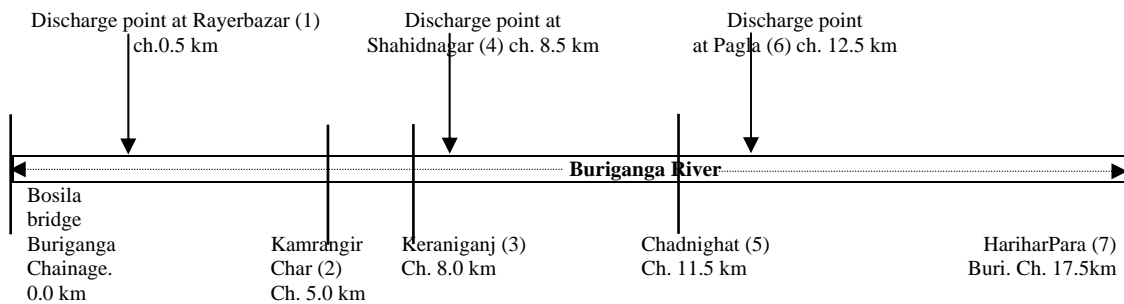 Discharge point at Rayerbazar (1)
ch.0.5 km
Discharge point at
Shahidnagar (4) ch. 8.5 km
Discharge point
at Pagla (6) ch. 12.5 km
Buriganga River
Bosila
bridge
Buriganga
Chainage.
0.0 km
Kamrangir
Char (2)
Ch. 5.0 km
Keraniganj (3)
Ch. 8.0 km
Chadnighat (5)
Ch. 11.5 km
HariharPara (7)
Buri. Ch. 17.5km